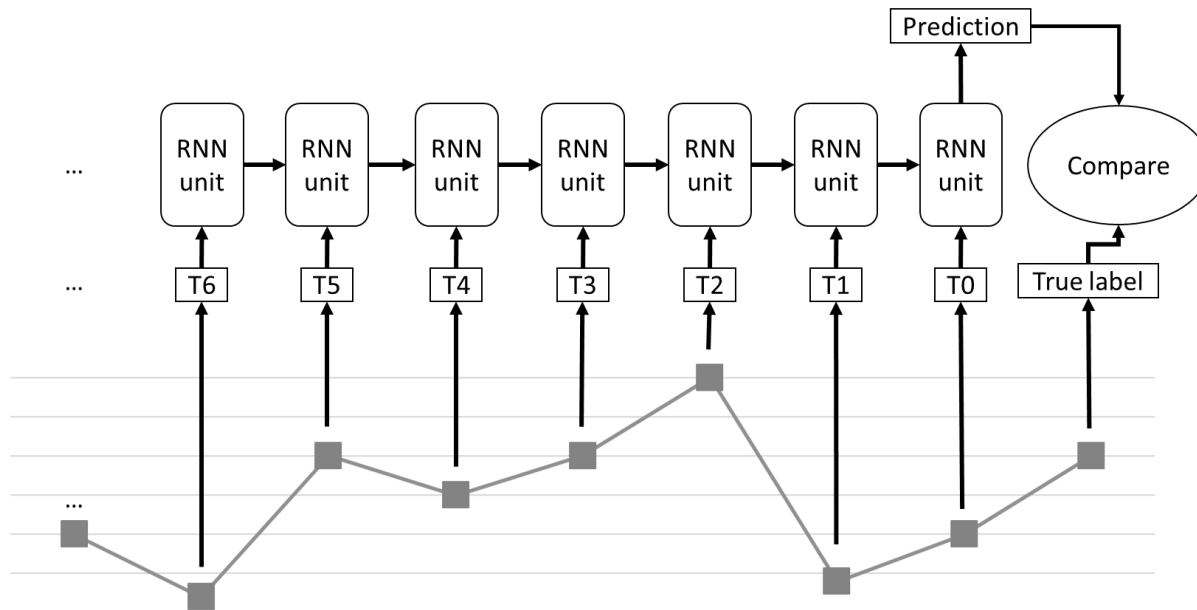 Prediction
RNN
unit
RNN
unit
RNN
unit
RNN
unit
RNN
unit
RNN
unit
RNN
unit
...
Compare
...
T6
T5
T4
T3
T2
T1
T0
True label
...